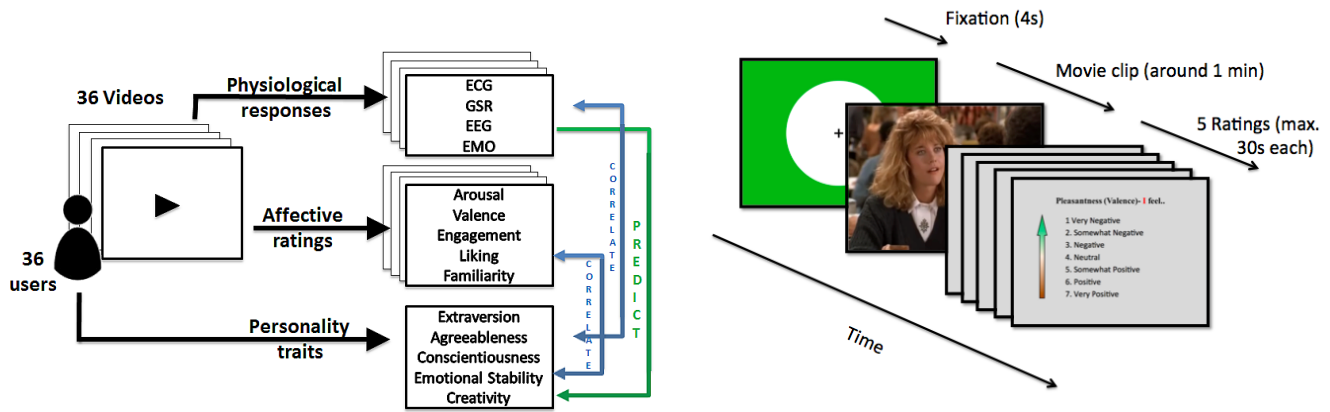 36 Videos
36
users
Physiological
responses
ECG
GSR
EEG
EMO
Affective
ratings
Arousal
Valence
Engagement
Liking
Familiarity
Personality
traits
Extraversion
Agreeableness
Conscientiousness
Emotional Stability
Creativity
CORRELATE
CORRELATE
PREDICT
Fixation (4s)
Movie clip (around 1 min)
5 Ratings (max.
30s each)
+
Pleasantness (Valence)- I feel..
1 Very Negative
2. Somewhat Negative
3. Negative
4. Neutral
5. Somewhat Positive
6. Positive
7. Very Positive
Time